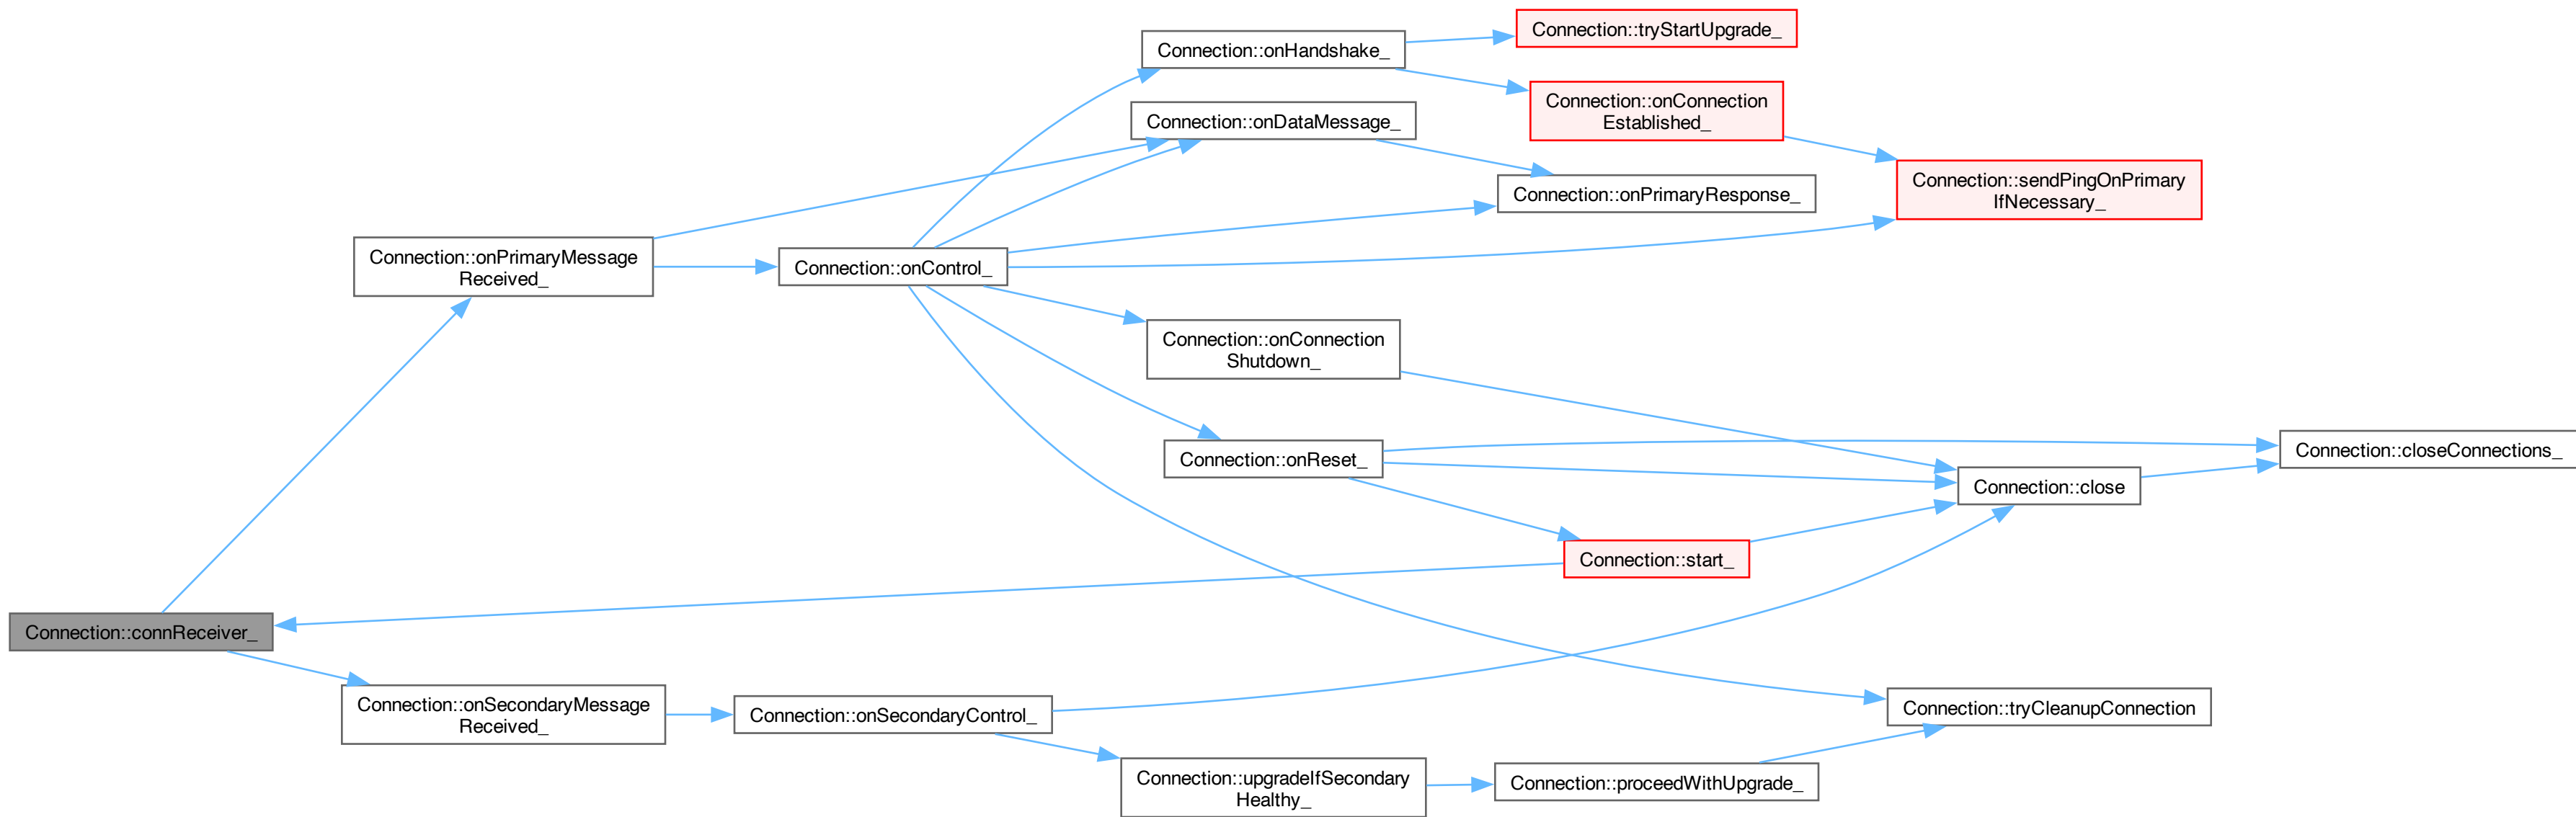 Connection::tryStartUpgrade_
Connection::onHandshake_
Connection::onConnection
Established_
Connection::onDataMessage_
Connection::sendPingOnPrimary
IfNecessary_
Connection::onPrimaryResponse_
Connection::onPrimaryMessage
Received_
Connection::onControl_
Connection::onConnection
Shutdown_
Connection::closeConnections_
Connection::onReset_
Connection::close
Connection::start_
Connection::connReceiver_
Connection::onSecondaryMessage
Received_
Connection::onSecondaryControl_
Connection::tryCleanupConnection
Connection::upgradeIfSecondary
Healthy_
Connection::proceedWithUpgrade_